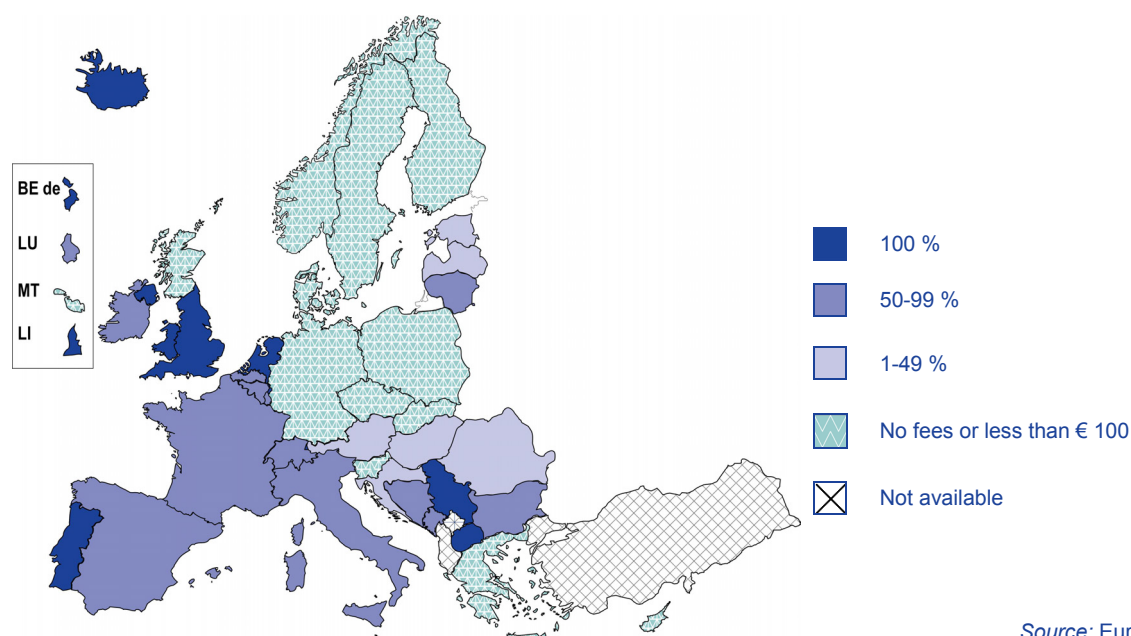 BE de
LU
MT
LI
100 %
50-99 %
1-49 %
No fees or less than € 100
Not available
Source: Eur